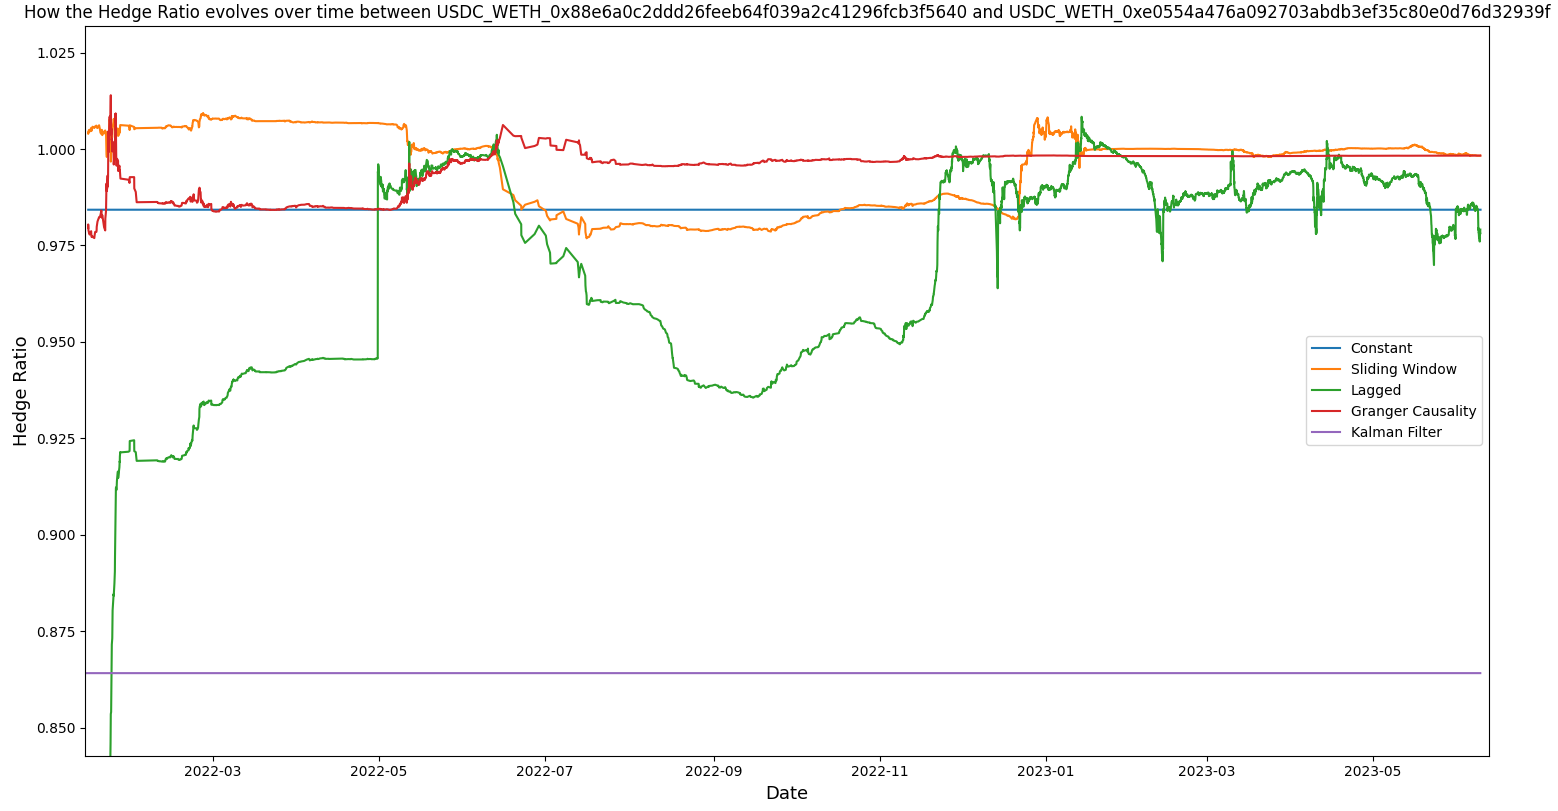 How the Hedge Ratio evolves over time between USDC_WETH_0x88e6a0c2ddd26feeb64f039a2c41296fcb3f5640 and USDC_WETH_0xe0554a476a092703abdb3ef35c80e0d76d32939f
1.025
1.000
0.975
0.950
0.925
0.900
0.875
0.850
Hedge Ratio
Constant
Sliding Window
Lagged
Granger Causality
Kalman Filter
2022-03 2022-05 2022-07 2022-09 2022-11 2023-01 2023-03 2023-05
Date